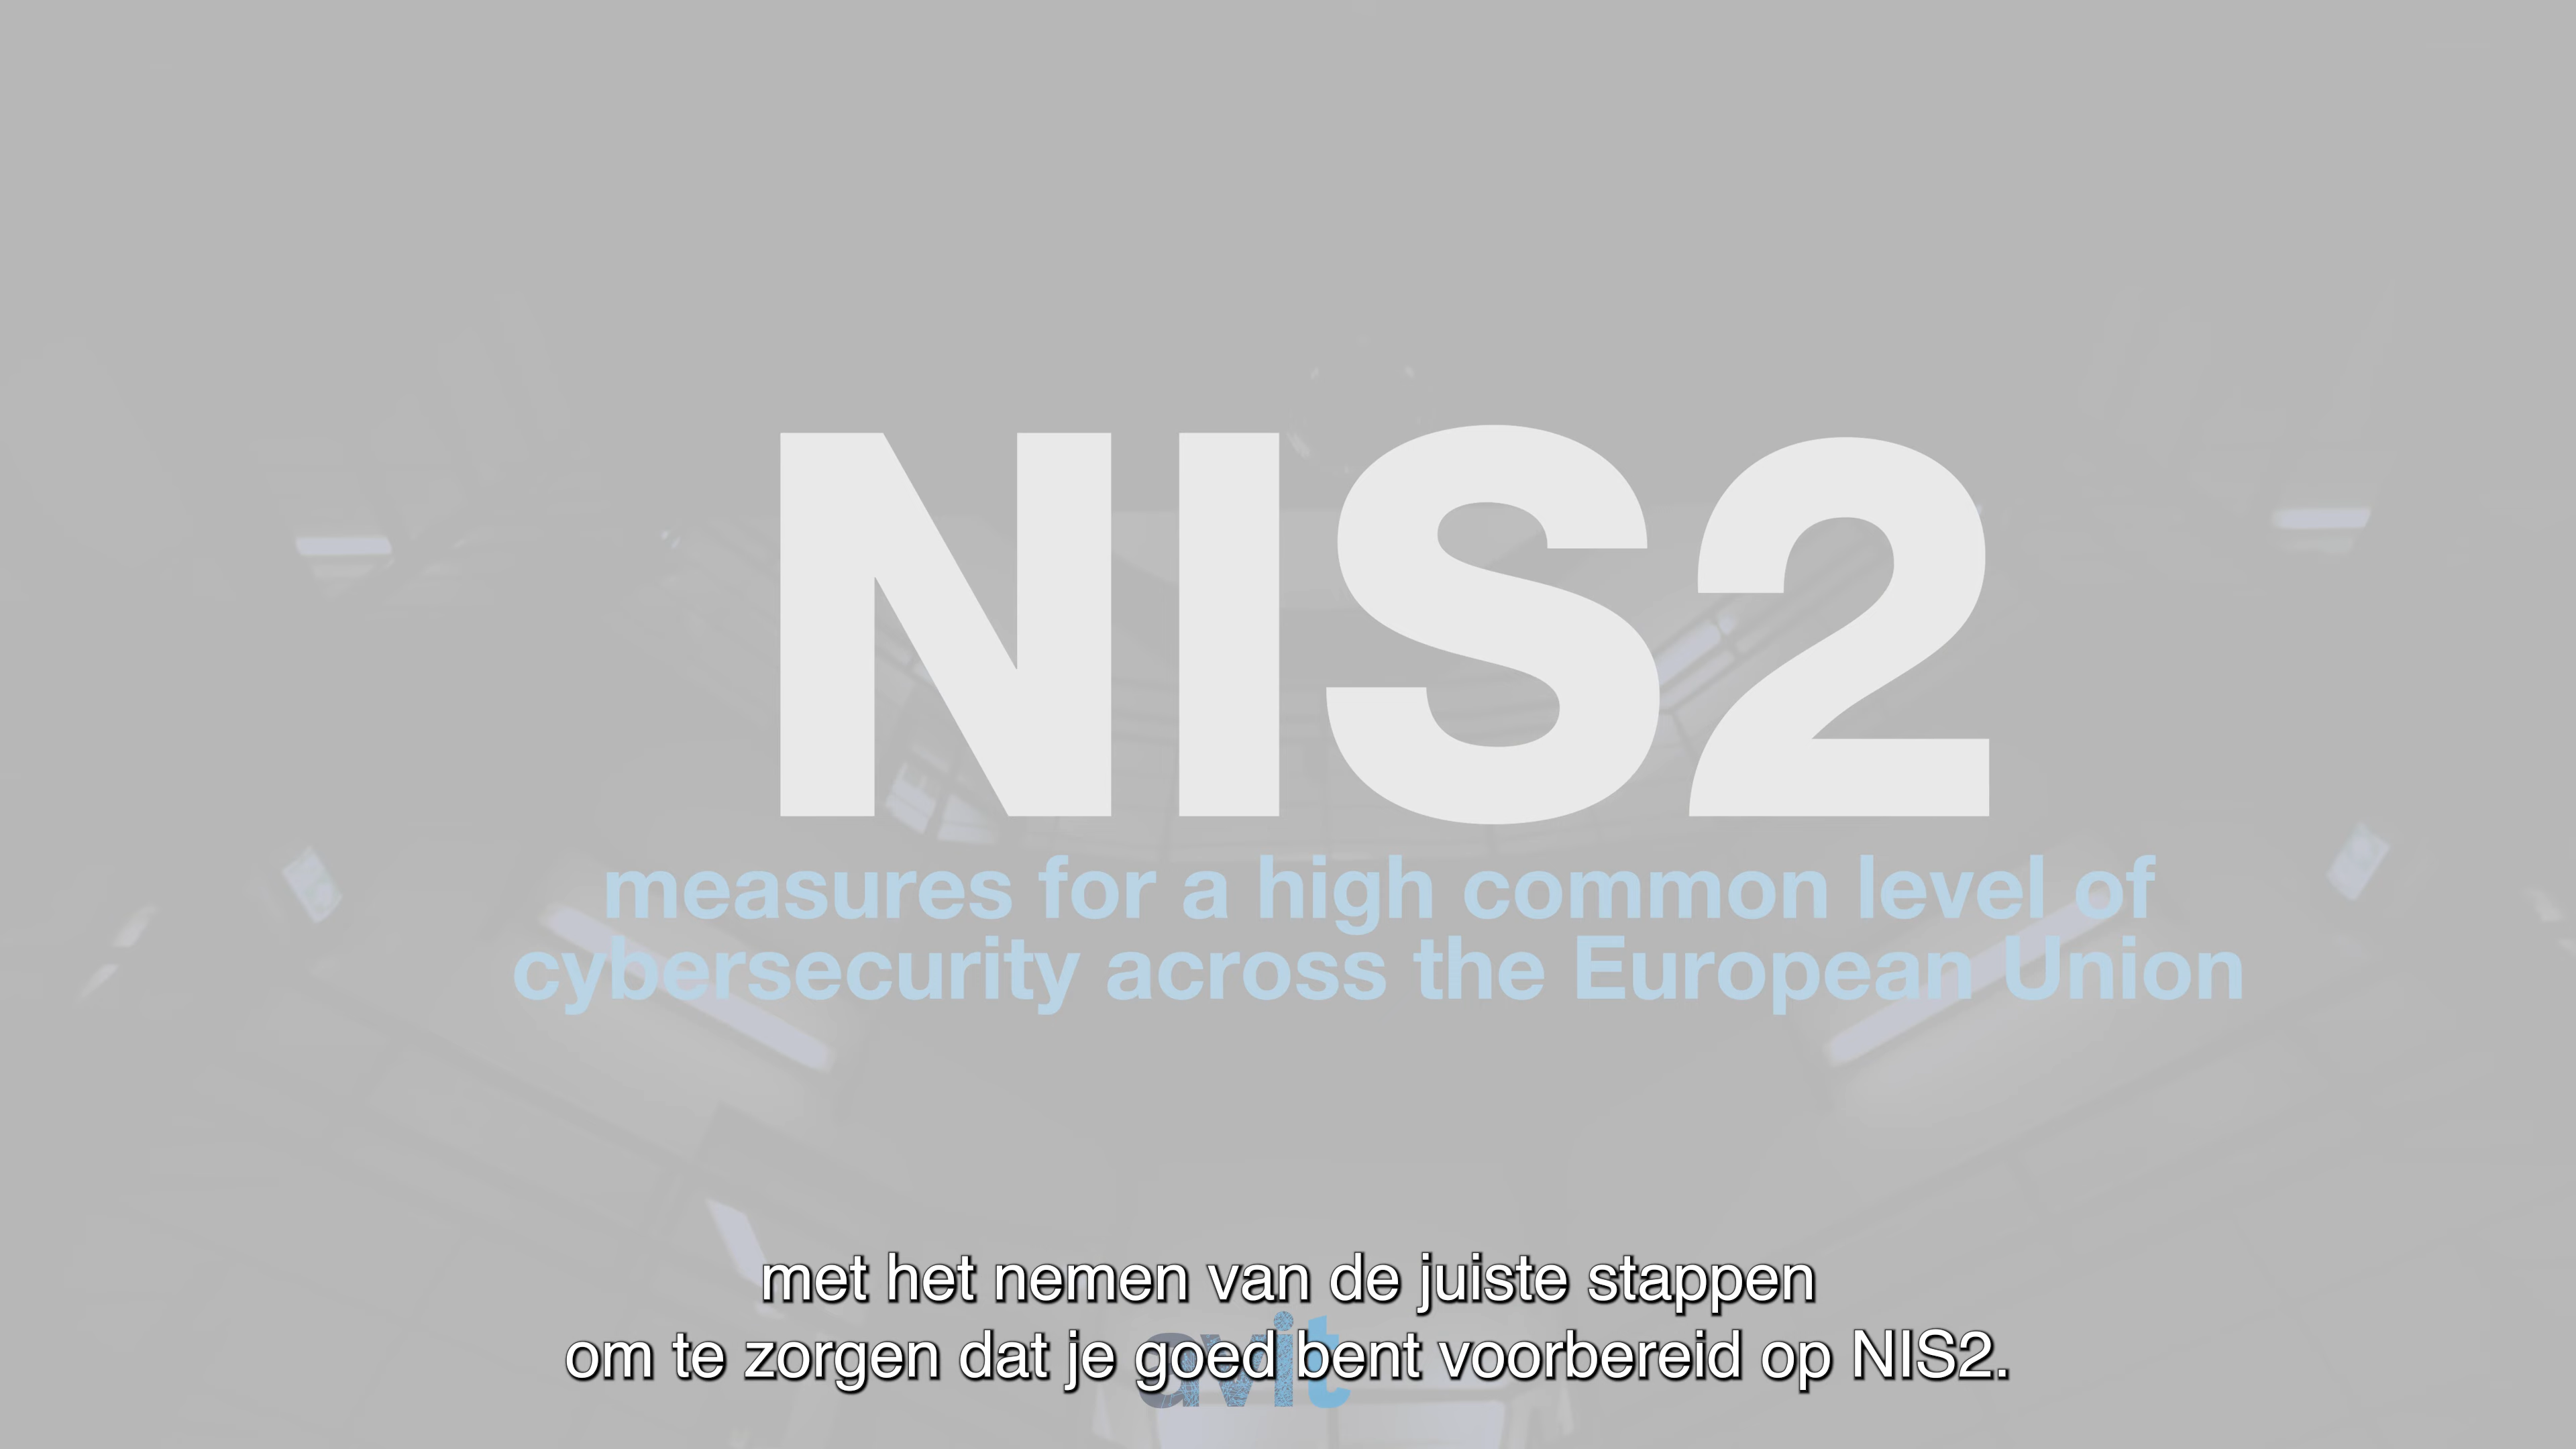 NIS2
measures for a high common level of
cybersecurity across the European Union
met het nemen van de juiste stappen
om te zorgen dat je goed bent voorbereid op NIS2.
avit